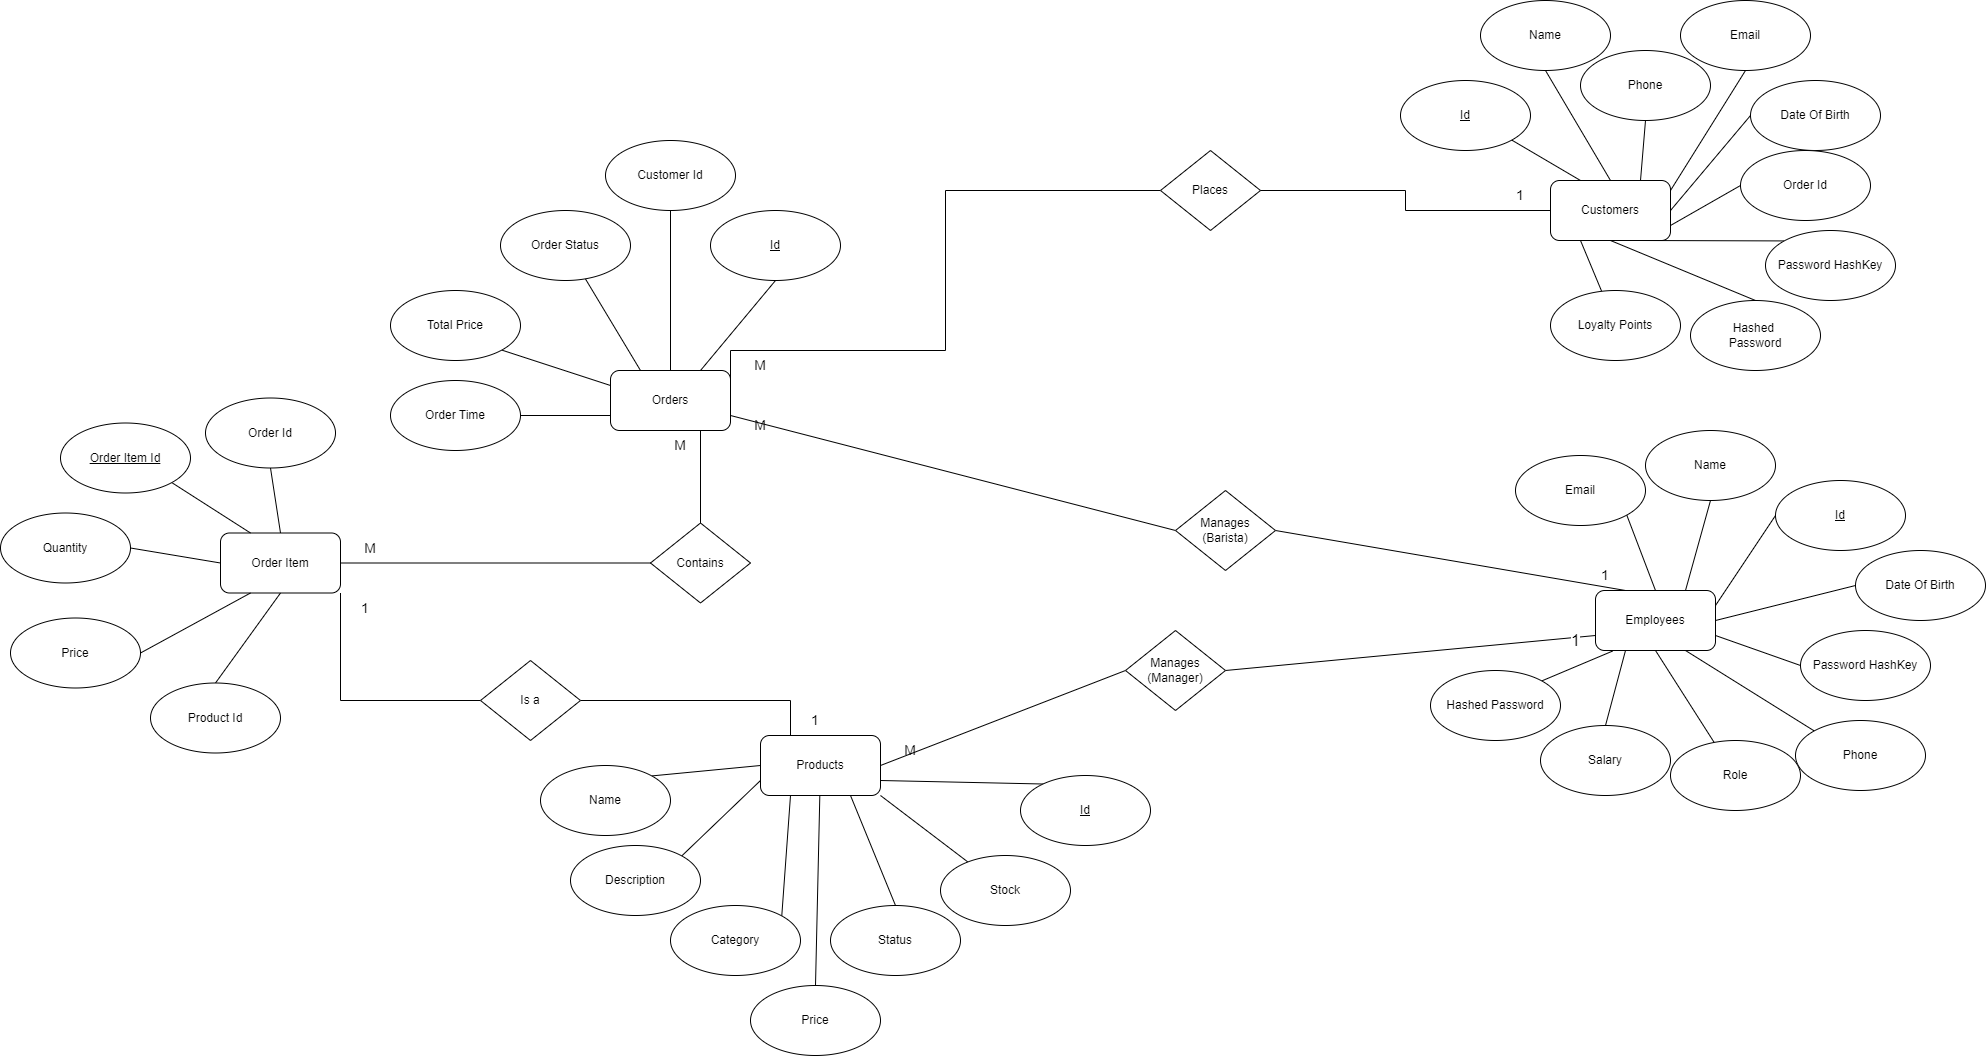 Name
Email
Phone
Id
Date Of Birth
Customer Id
Order Id
Places
1
Customers
Order Status
Id
Password HashKey
Total Price
Loyalty Points
Hashed
Password
M
Orders
Order Time
M
Order Id
M
Order Item Id
Name
Email
Id
Manages
(Barista)
Quantity
M
Order Item
Contains
1
Date Of Birth
1
Employees
1
Price
Manages
(Manager)
Password HashKey
Is a
Hashed Password
Product Id
1
M
Phone
Salary
Products
Role
Name
Id
Description
Stock
Category
Status
Price